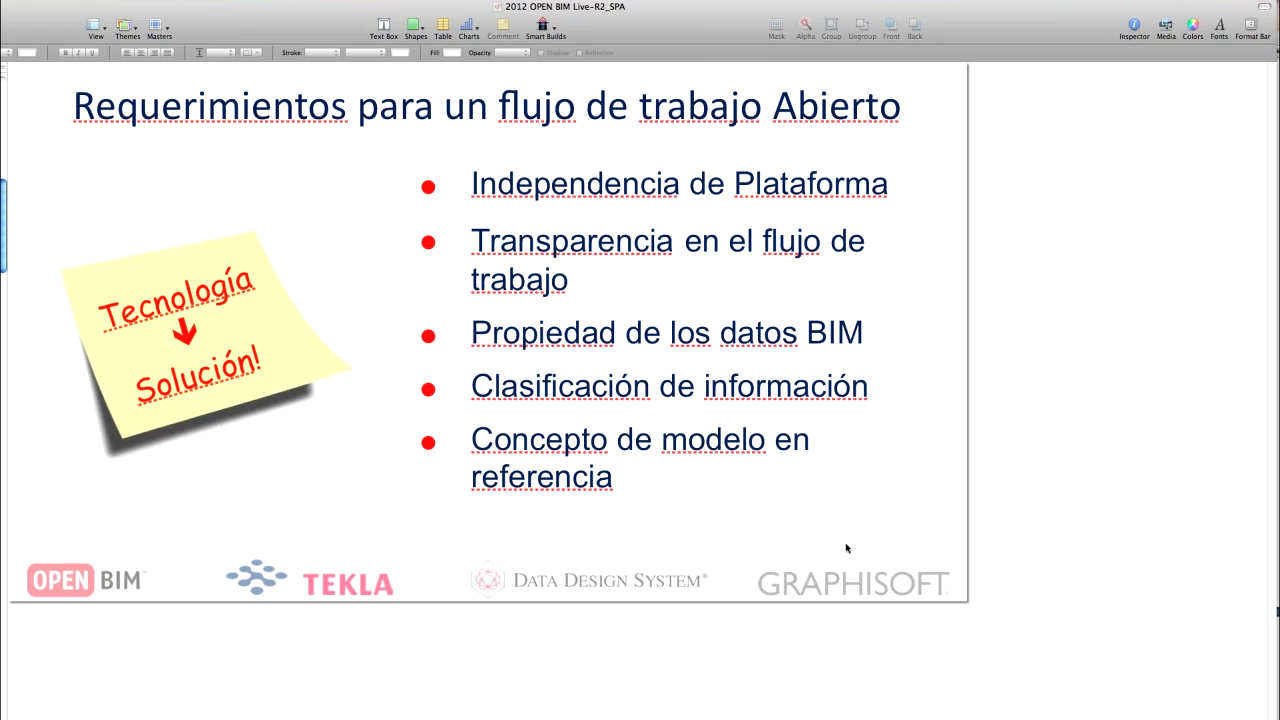 2012 OPEN BIM Live-R2_SPA
View Themes Masters Text Box Shapes Table Charts Comment Smart Builds Mask Alpha Group Ungroup Front Back Inspector Media Colors Fonts Format Bar
B I U T Stroke: Fill: Opacity: Shadow Reflection
Requerimientos para un flujo de trabajo Abierto
Independencia de Plataforma
Transparencia en el flujo de
trabajo
Propiedad de los datos BIM
Clasificación de información
Concepto de modelo en
referencia
Tecnología
Solución!
OPEN BIM™
TEKLA
DATA DESIGN SYSTEM®
GRAPHISOFT.